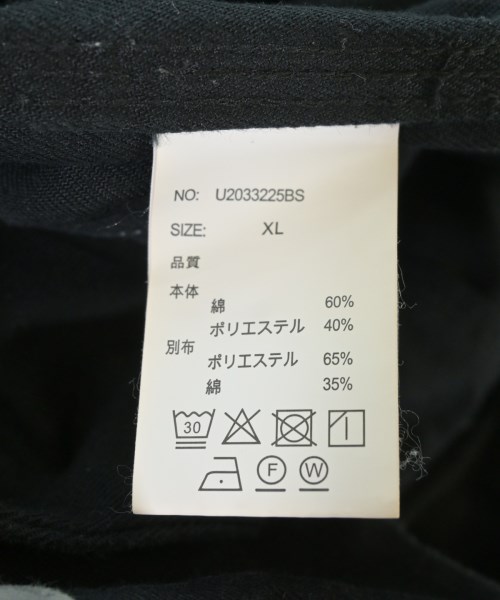 NO: U2033225BS
SIZE: XL
品質
本体
綿 60%
ポリエステル 40%
別布
ポリエステル 65%
綿 35%
30
F W